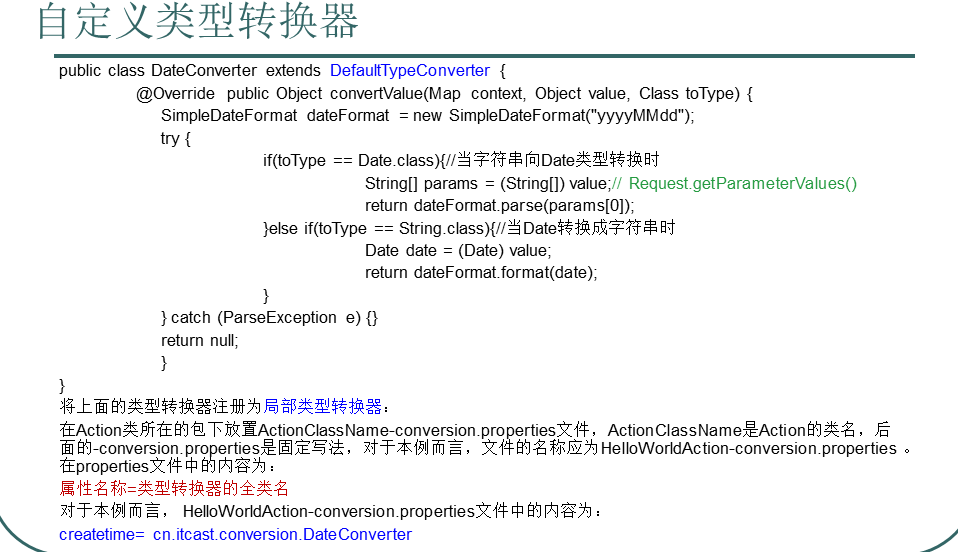 自定义类型转换器
public class DateConverter extends DefaultTypeConverter {
@Override public Object convertValue(Map context, Object value, Class toType) {
SimpleDateFormat dateFormat = new SimpleDateFormat("yyyyMMdd");
try {
if(toType == Date.class){//当字符串向Date类型转换时
String[] params = (String[]) value;// Request.getParameterValues()
return dateFormat.parse(params[0]);
}else if(toType == String.class){//当Date转换成字符串时
Date date = (Date) value;
return dateFormat.format(date);
}
} catch (ParseException e) {}
return null;
}
}
将上面的类型转换器注册为局部类型转换器：
在Action类所在的包下放置ActionClassName-conversion.properties文件，ActionClassName是Action的类名，后
面的-conversion.properties是固定写法，对于本例而言，文件的名称应为HelloWorldAction-conversion.properties 。
在properties文件中的内容为：
属性名称=类型转换器的全类名
对于本例而言， HelloWorldAction-conversion.properties文件中的内容为：
createtime= cn.itcast.conversion.DateConverter